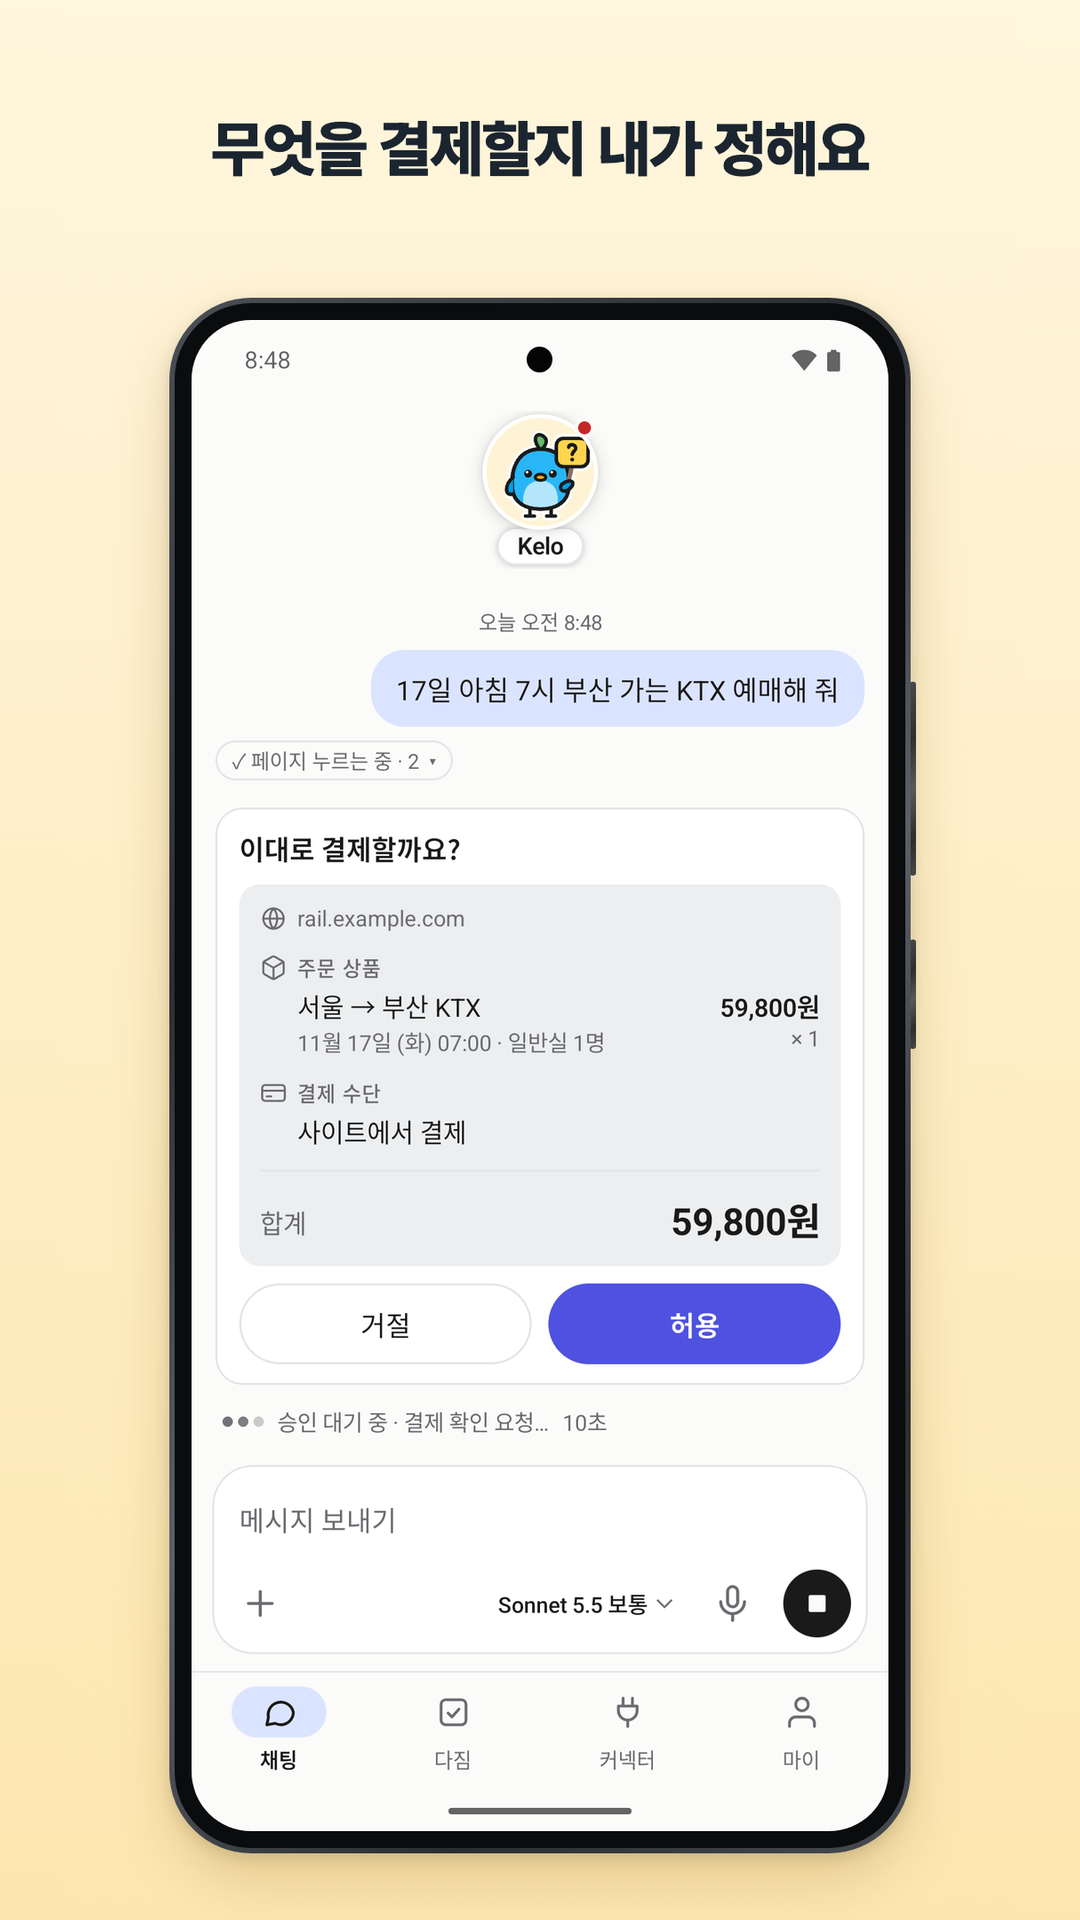 무엇을 결제할지 내가 정해요
8:48
?
Kelo
오늘 오전 8:48
17일 아침 7시 부산 가는 KTX 예매해 줘
✓ 페이지 누르는 중 · 2 ▾
이대로 결제할까요?
rail.example.com
주문 상품
서울 → 부산 KTX 59,800원
11월 17일 (화) 07:00 · 일반실 1명 × 1
결제 수단
사이트에서 결제
합계 59,800원
거절 허용
승인 대기 중 · 결제 확인 요청... 10초
메시지 보내기
Sonnet 5.5 보통
채팅 다짐 커넥터 마이